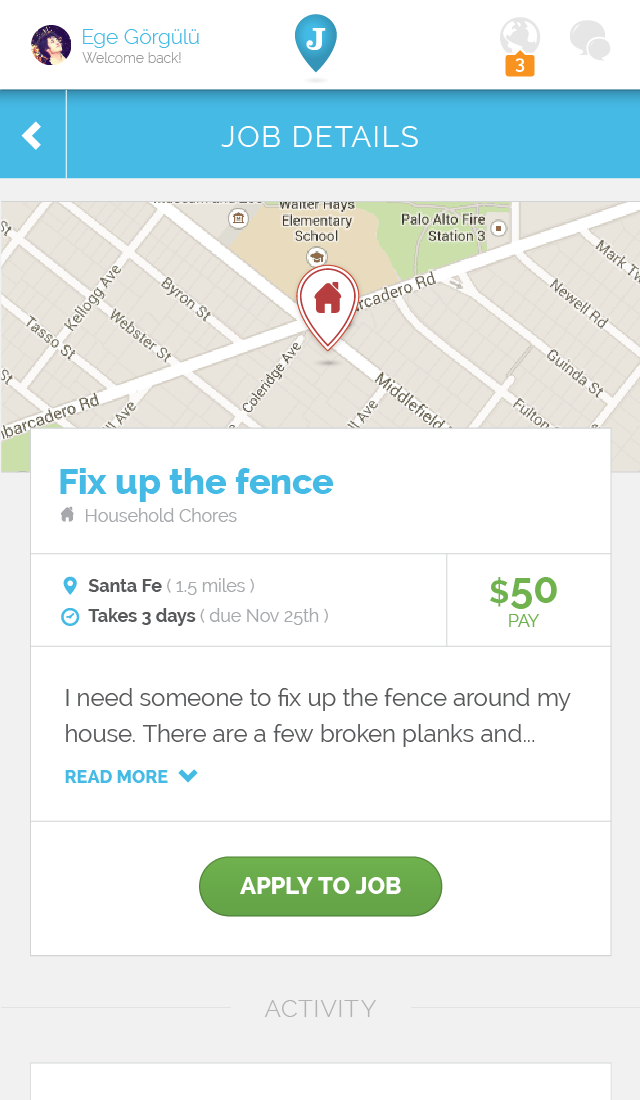 Ege Görgülü
Welcome back!
J
3
JOB DETAILS
Walter Hays
Elementary
School
Palo Alto Fire
Station 3
St
Kellogg Ave
Byron St
Mark Tw
Newell Rd
rcadero Rd
Tasso St
Webster St
Guinda St
St
Coleridge Ave
Middlefield
Fulton
lt Ave
l Ave
mbarcadero Rd
Fix up the fence
Household Chores
Santa Fe ( 1.5 miles )
Takes 3 days ( due Nov 25th )
$50
PAY
I need someone to fix up the fence around my
house. There are a few broken planks and...
READ MORE
APPLY TO JOB
ACTIVITY